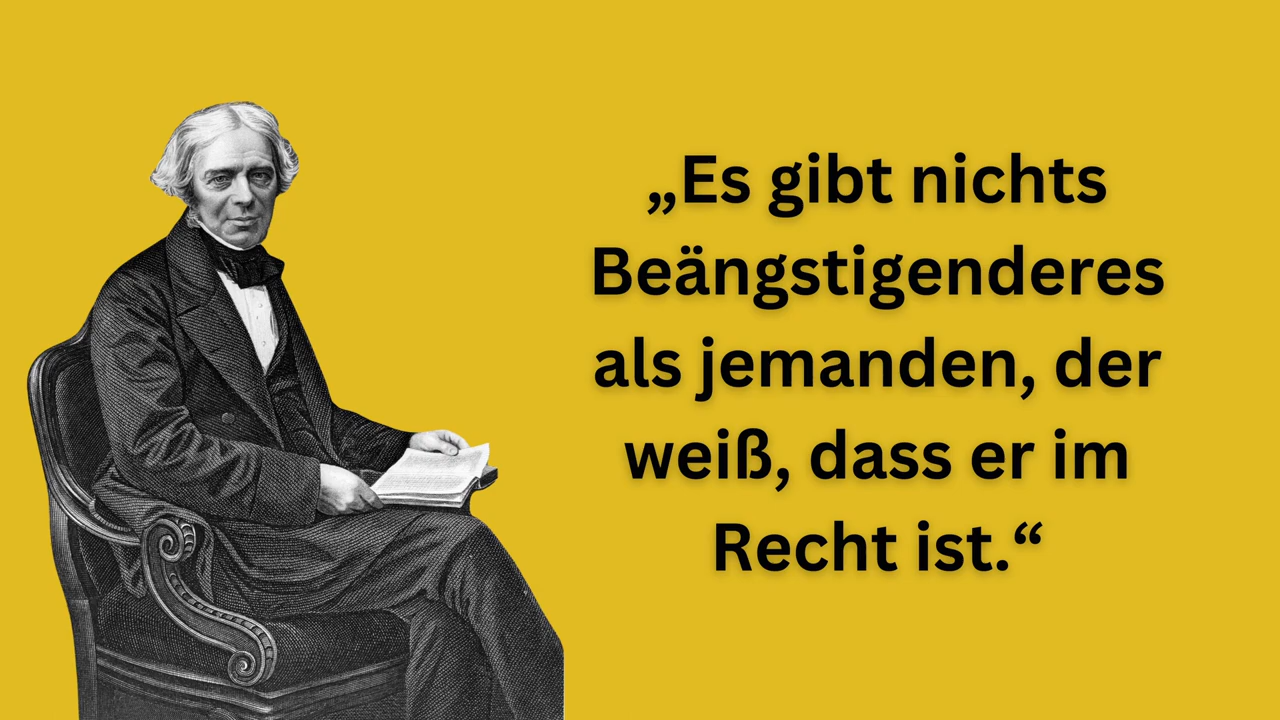 „Es gibt nichts
Beängstigenderes
als jemanden, der
weiß, dass er im
Recht ist.“